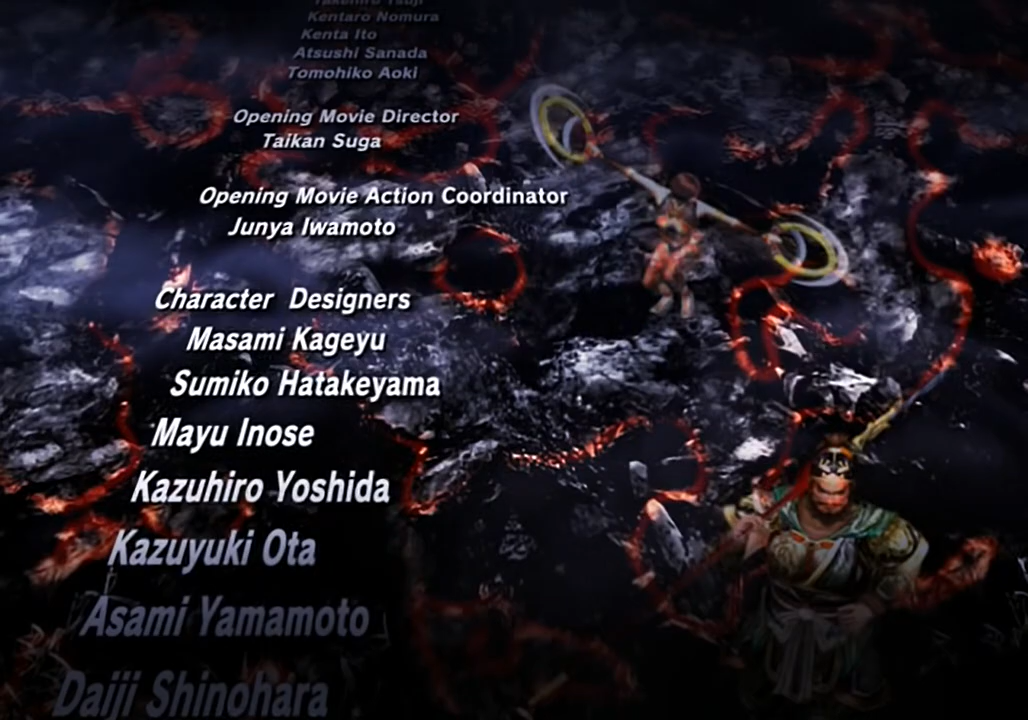 Kentaro Nomura
Kenta Ito
Atsushi Sanada
Tomohiko Aoki
Opening Movie Director
Taikan Suga
Opening Movie Action Coordinator
Junya Iwamoto
Character Designers
Masami Kageyu
Sumiko Hatakeyama
Mayu Inose
Kazuhiro Yoshida
Kazuyuki Ota
Asami Yamamoto
Daiji Shinohara